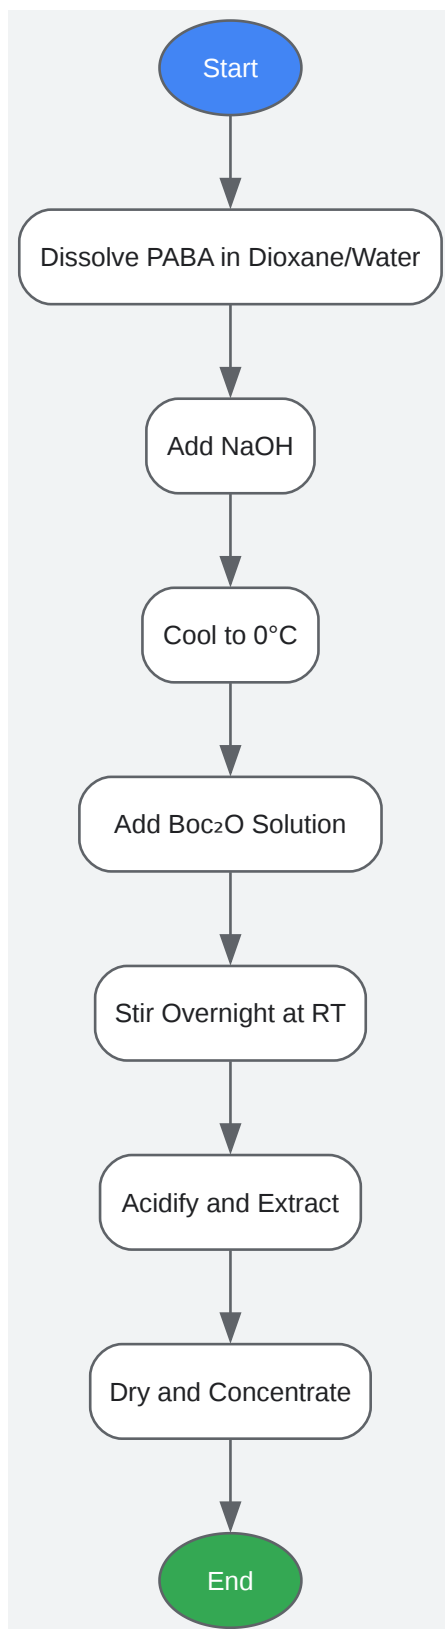 Start
Dissolve PABA in Dioxane/Water
Add NaOH
Cool to 0°C
Add Boc₂O Solution
Stir Overnight at RT
Acidify and Extract
Dry and Concentrate
End